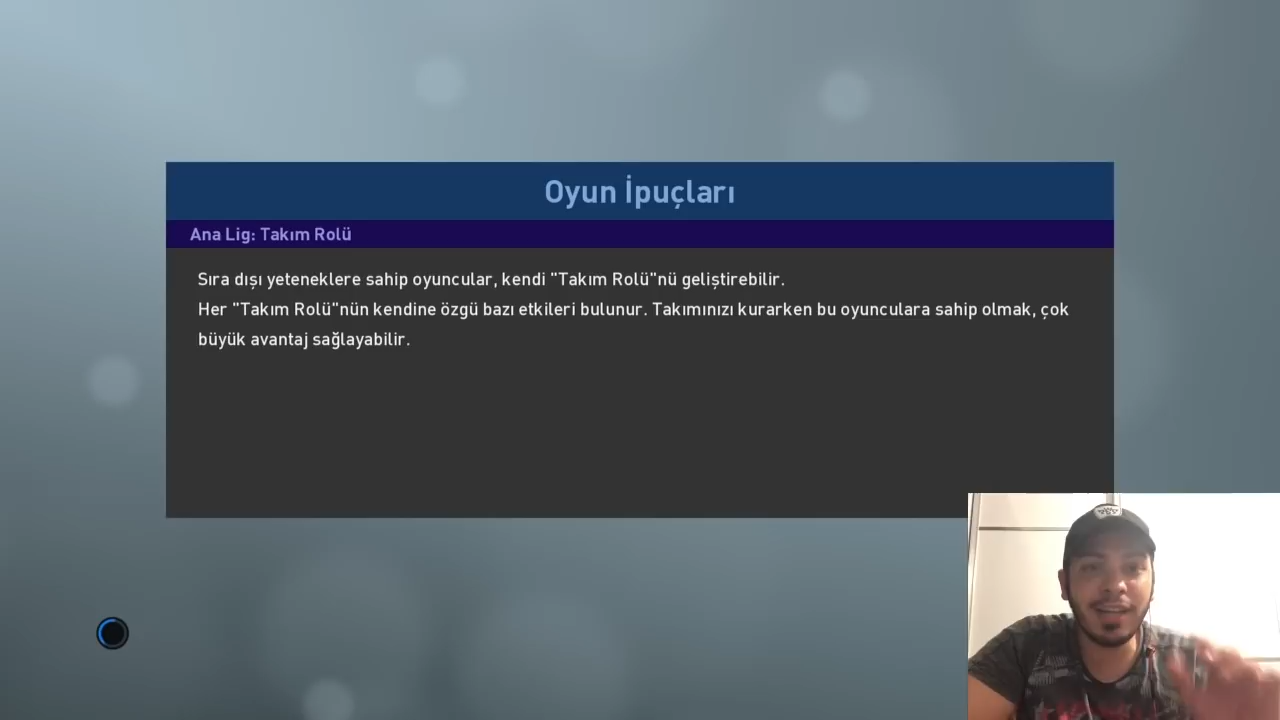 Oyun İpuçları
Ana Lig: Takım Rolü
Sıra dışı yeteneklere sahip oyuncular, kendi "Takım Rolü"nü geliştirebilir.
Her "Takım Rolü"nün kendine özgü bazı etkileri bulunur. Takımınızı kurarken bu oyunculara sahip olmak, çok
büyük avantaj sağlayabilir.